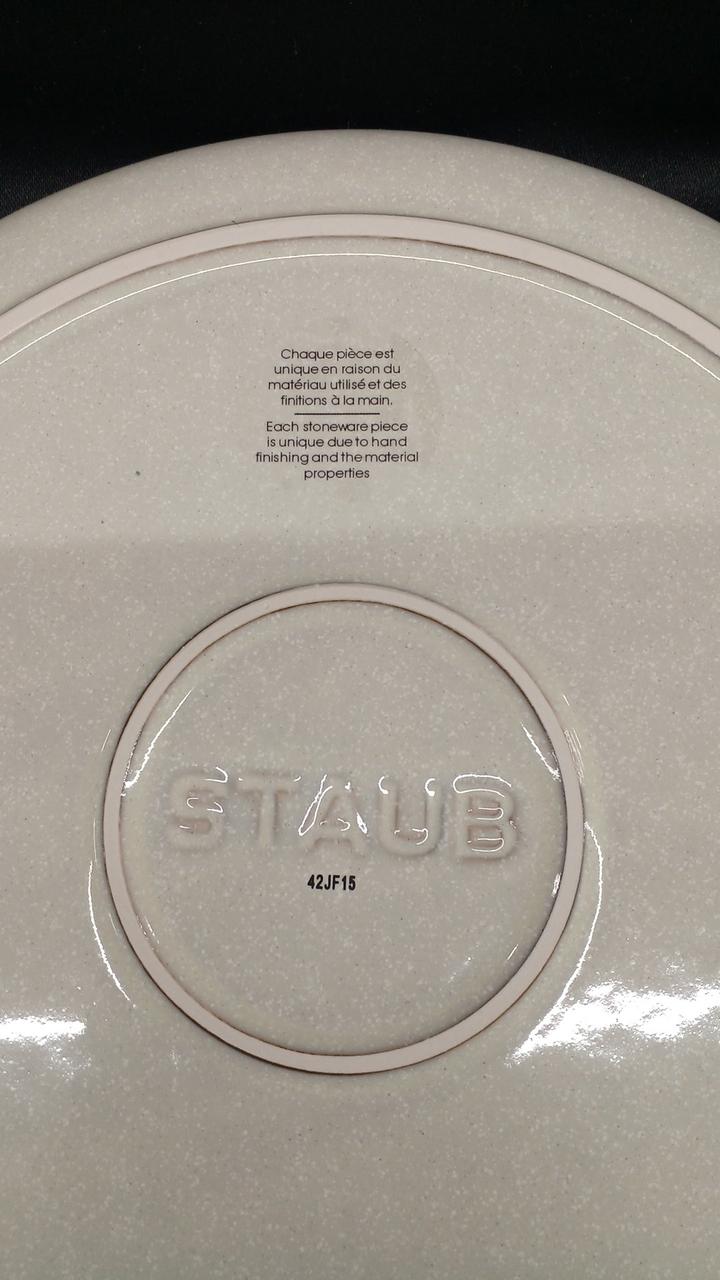 Chaque pièce est
unique en raison du
matériau utilisé et des
finitions à la main.
Each stoneware piece
is unique due to hand
finishing and the material
properties
STAUB
42JF15